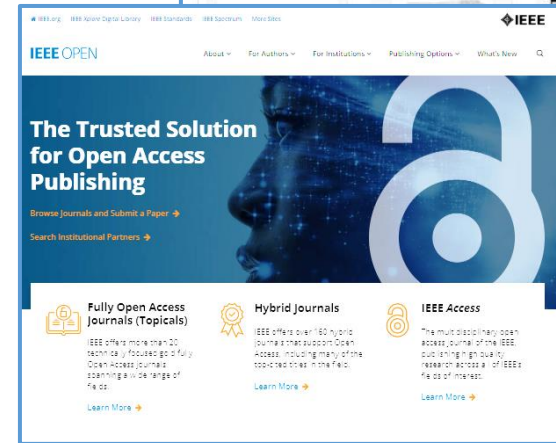 IEEE.org IEEE Xplore Digital Library IEEE Standards IEEE Spectrum More Sites
IEEE
IEEE OPEN
About For Authors For Institutions Publishing Options What's New
The Trusted Solution
for Open Access
Publishing
Browse Journals and Submit a Paper →
Search Institutional Partners →
Fully Open Access
Journals (Topicals)
IEEE offers more than 20
technically focused gold fully
Open Access journals
spanning a wide range of
fields.
Learn More →
Hybrid Journals
IEEE offers over 160 hybrid
journals that support Open
Access, including many of the
top-cited titles in the field.
Learn More →
IEEE Access
The multidisciplinary open
access journal of the IEEE,
publishing high quality
research across all of IEEE's
fields of interest.
Learn More →